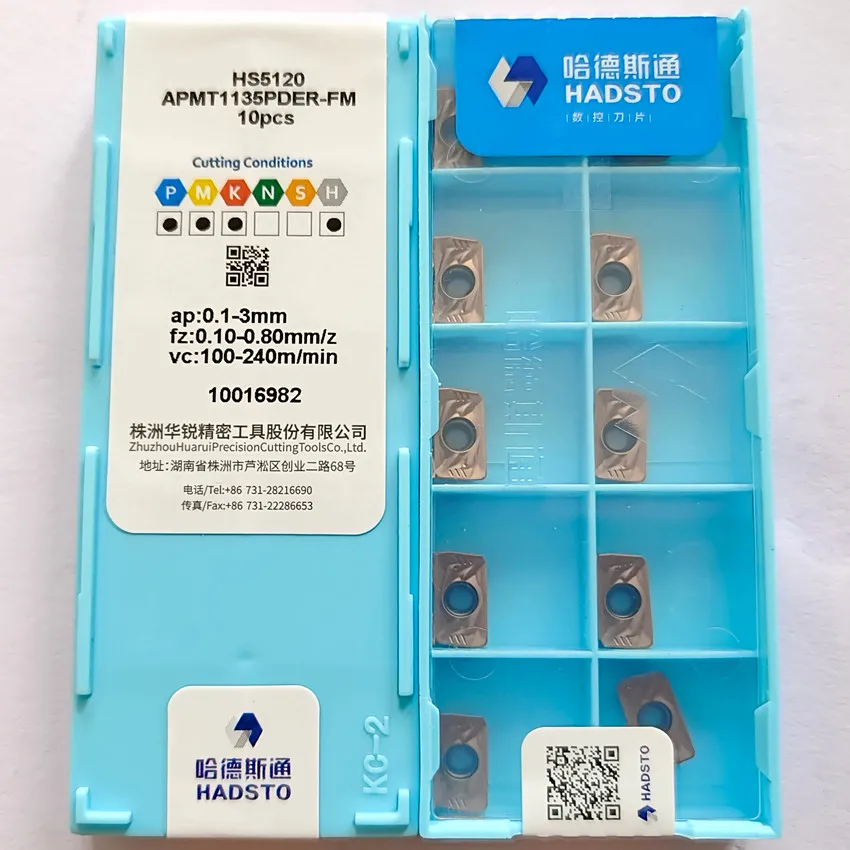 HS5120
APMT1135PDER-FM
10pcs
Cutting Conditions
P M K N S H
ap:0.1-3mm
fz:0.10-0.80mm/z
vc:100-240m/min
10016982
株洲华锐精密工具股份有限公司
ZhuzhouHuaruiPrecisionCuttingToolsCo.,Ltd.
地址:湖南省株洲市芦淞区创业二路68号
电话/Tel:+86 731-28216690
传真/Fax:+86 731-22286653
哈德斯通
HADSTO
KC-2
哈德斯通
HADSTO
|数|控|刀|片|
HADSTO